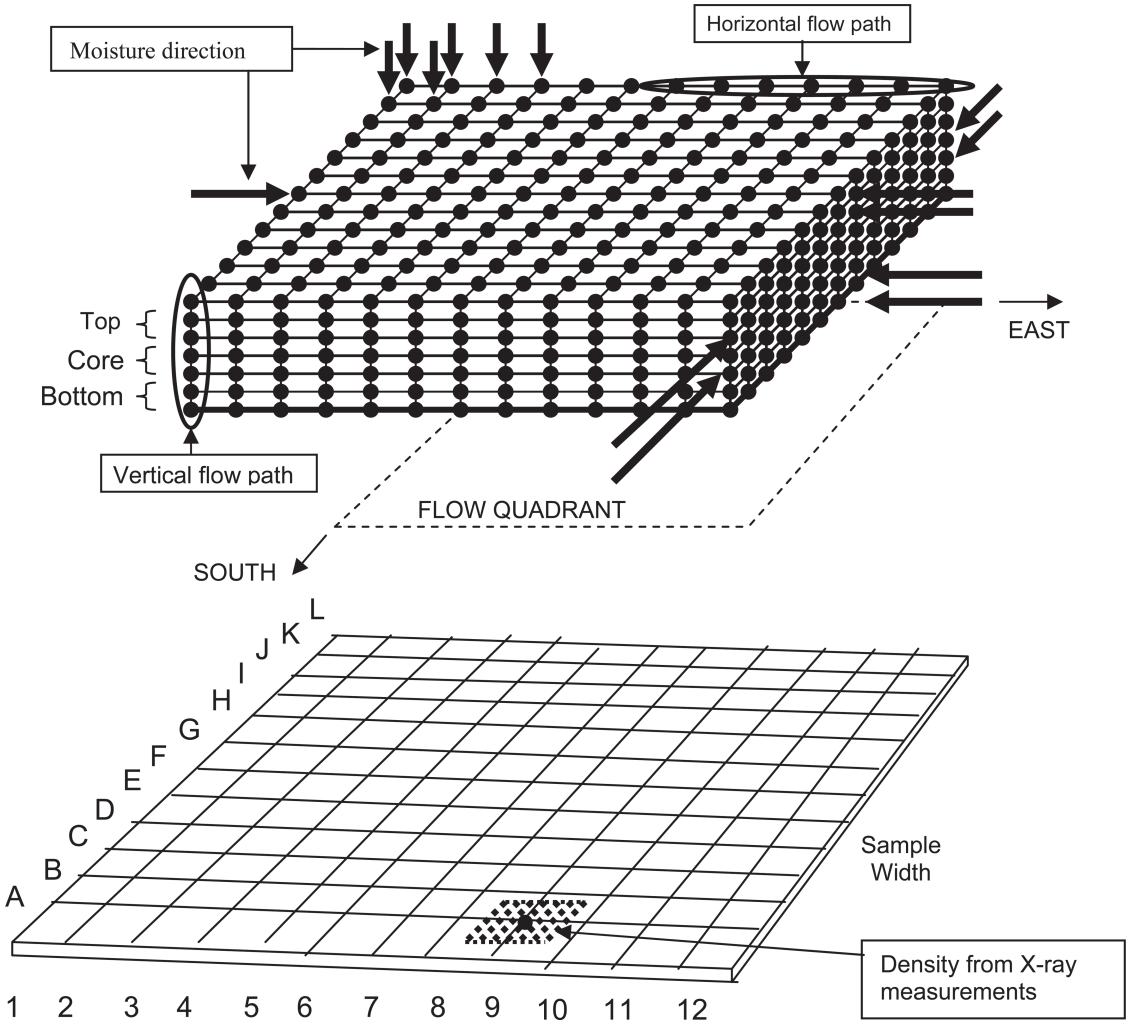 Horizontal flow path
Moisture direction
Top
Core
Bottom
EAST
Vertical flow path
FLOW QUADRANT
SOUTH
L
K
J
I
H
G
F
E
D
C
B
A
Sample
Width
Density from X-ray
measurements
1 2 3 4 5 6 7 8 9 10 11 12